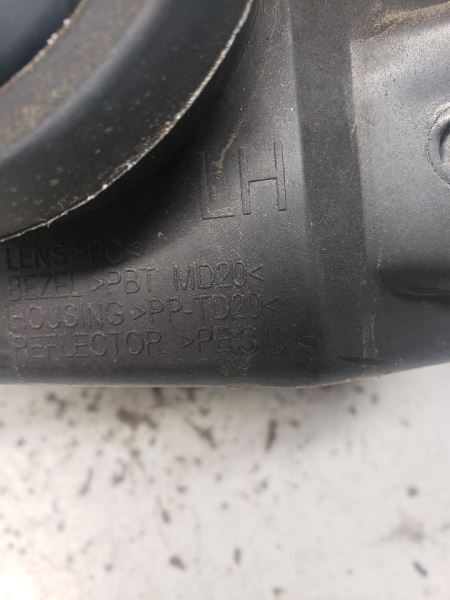 LH
LENS >PC<
BEZEL >PBT MD20<
HOUSING >PP-TD20<
REFLECTOR